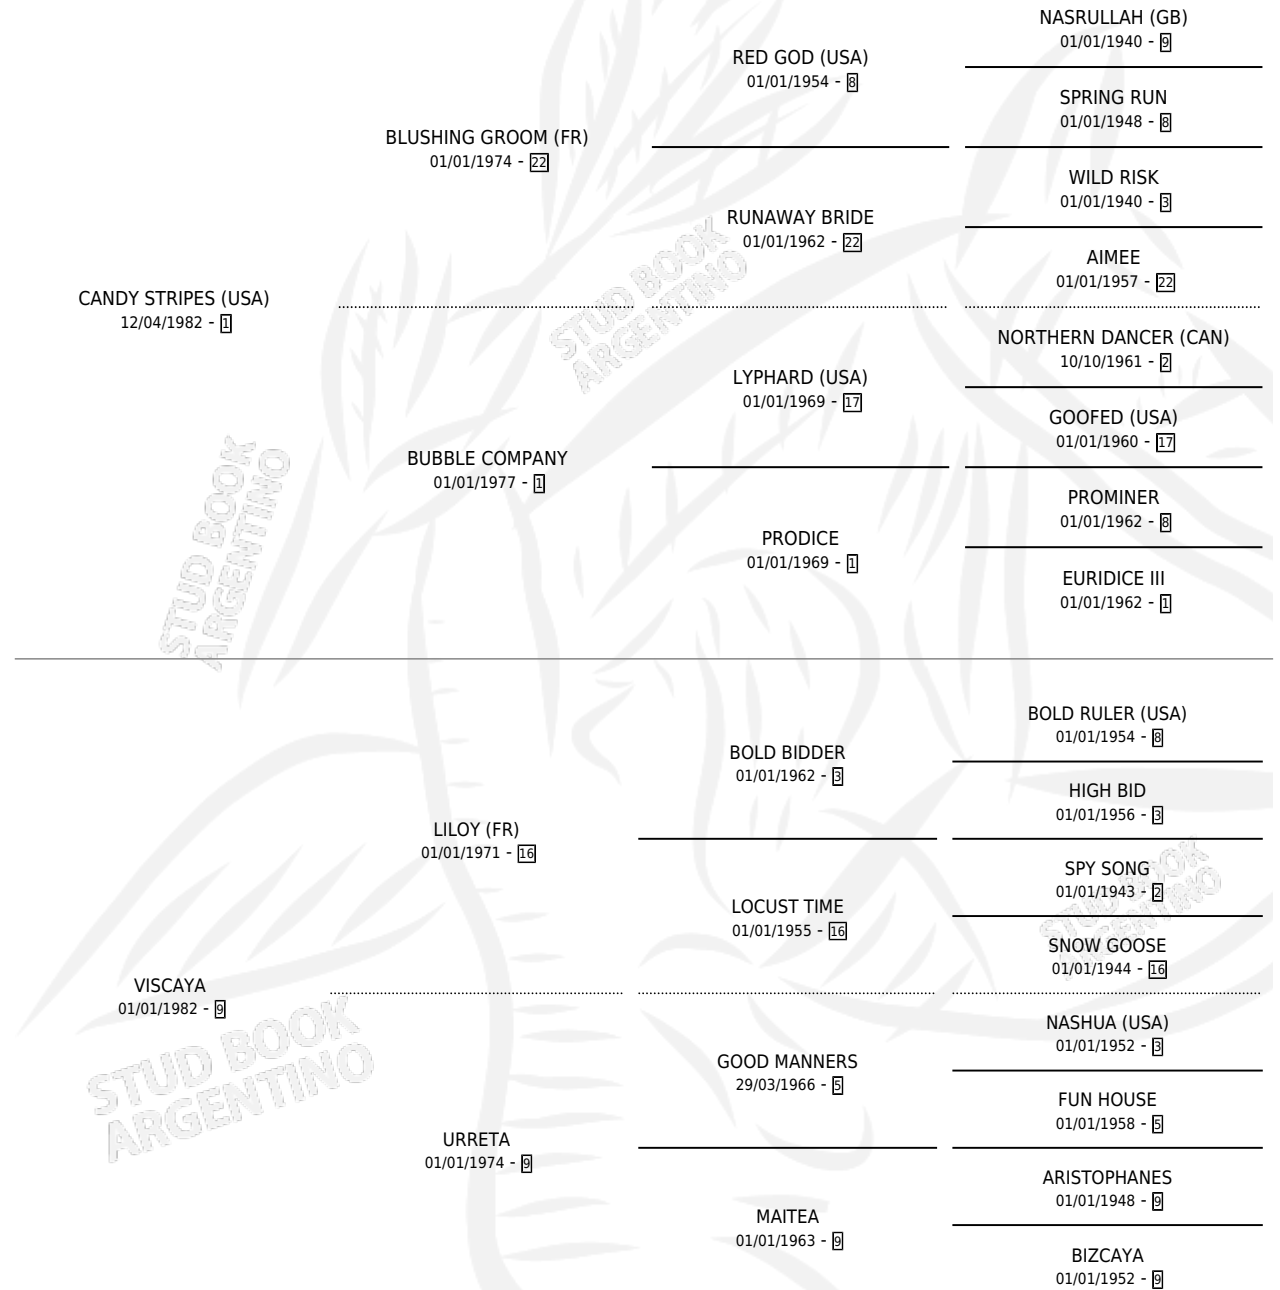 NASRULLAH (GB)
01/01/1940 - 9
RED GOD (USA)
01/01/1954 - 8
SPRING RUN
01/01/1948 - 8
BLUSHING GROOM (FR)
01/01/1974 - 22
WILD RISK
01/01/1940 - 3
RUNAWAY BRIDE
01/01/1962 - 22
AIMEE
01/01/1957 - 22
CANDY STRIPES (USA)
12/04/1982 - 1
NORTHERN DANCER (CAN)
10/10/1961 - 2
LYPHARD (USA)
01/01/1969 - 17
GOOFED (USA)
01/01/1960 - 17
BUBBLE COMPANY
01/01/1977 - 1
PROMINER
01/01/1962 - 8
PRODICE
01/01/1969 - 1
EURIDICE III
01/01/1962 - 1
BOLD RULER (USA)
01/01/1954 - 8
BOLD BIDDER
01/01/1962 - 3
HIGH BID
01/01/1956 - 3
LILOY (FR)
01/01/1971 - 16
SPY SONG
01/01/1943 - 2
LOCUST TIME
01/01/1955 - 16
SNOW GOOSE
01/01/1944 - 16
VISCAYA
01/01/1982 - 9
NASHUA (USA)
01/01/1952 - 3
GOOD MANNERS
29/03/1966 - 5
FUN HOUSE
01/01/1958 - 5
URRETA
01/01/1974 - 9
ARISTOPHANES
01/01/1948 - 9
MAITEA
01/01/1963 - 9
BIZCAYA
01/01/1952 - 9
STUD BOOK
ARGENTINO
STUD BOOK
ARGENTINO
STUD BOOK
ARGENTINO
STUD BOOK
ARGENTINO